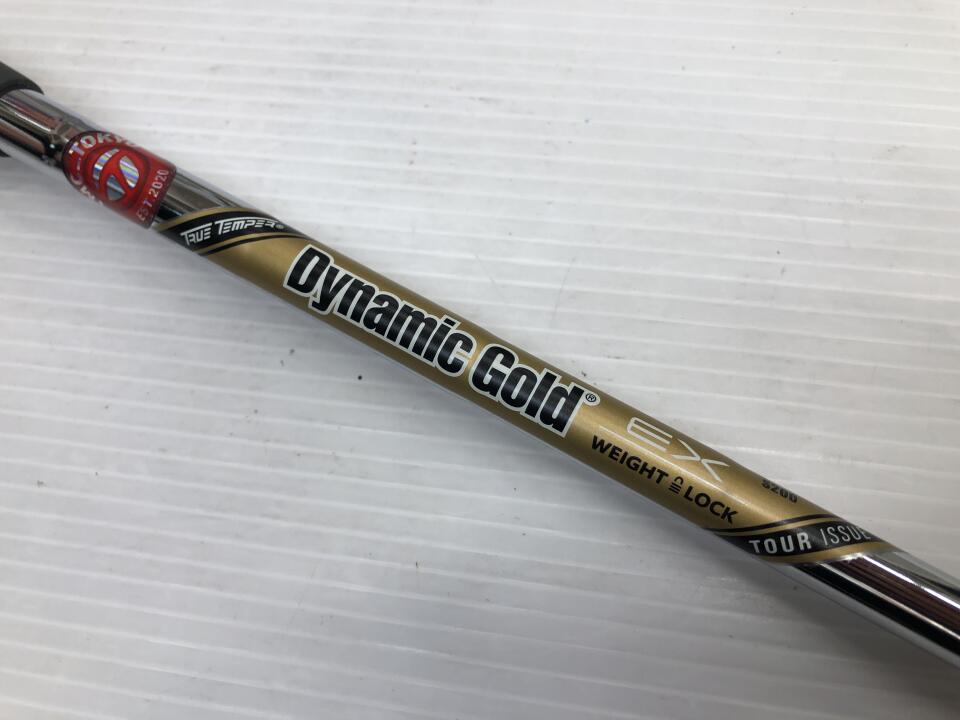 TOKYO
EST.2020
TRUE TEMPER®
Dynamic Gold®
EX
WEIGHT LOCK
S200
TOUR ISSUE